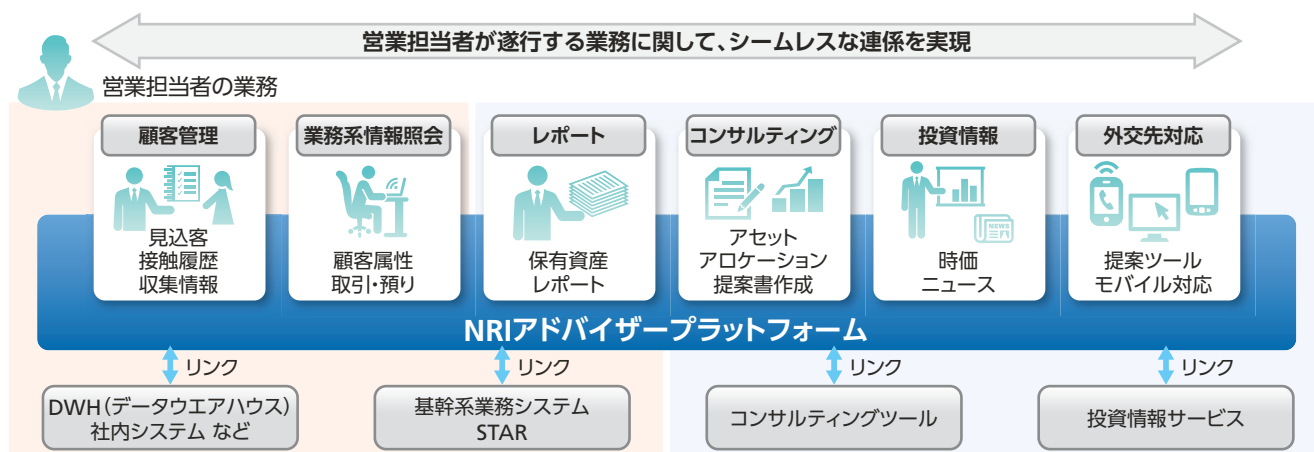 営業担当者が遂行する業務に関して、シームレスな連係を実現
営業担当者の業務
顧客管理
見込客
接触履歴
収集情報
業務系情報照会
顧客属性
取引・預り
レポート
保有資産
レポート
コンサルティング
アセット
アロケーション
提案書作成
投資情報
NEWS
時価
ニュース
外交先対応
提案ツール
モバイル対応
NRIアドバイザープラットフォーム
リンク
リンク
リンク
リンク
DWH（データウエアハウス）
社内システム など
基幹系業務システム
STAR
コンサルティングツール
投資情報サービス